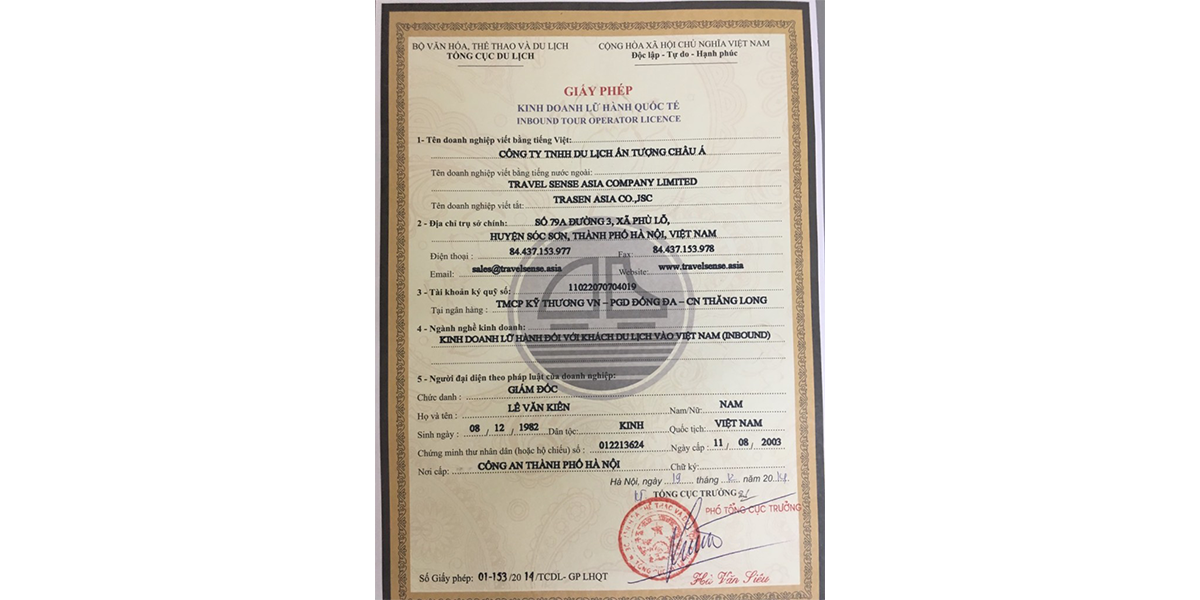 BỘ VĂN HÓA, THỂ THAO VÀ DU LỊCH
TỔNG CỤC DU LỊCH
CỘNG HÒA XÃ HỘI CHỦ NGHĨA VIỆT NAM
Độc lập - Tự do - Hạnh phúc
GIẤY PHÉP
KINH DOANH LỮ HÀNH QUỐC TẾ
INBOUND TOUR OPERATOR LICENCE
1- Tên doanh nghiệp viết bằng tiếng Việt:
CÔNG TY TNHH DU LỊCH ẤN TƯỢNG CHÂU Á
Tên doanh nghiệp viết bằng tiếng nước ngoài:
TRAVEL SENSE ASIA COMPANY LIMITED
Tên doanh nghiệp viết tắt: TRASEN ASIA CO.,JSC
2 - Địa chỉ trụ sở chính: SỐ 79A ĐƯỜNG 3, XÃ PHÙ LỖ,
HUYỆN SÓC SƠN, THÀNH PHỐ HÀ NỘI, VIỆT NAM
Điện thoại : 84.437.153.977 Fax: 84.437.153.978
Email: sales@travelsense.asia Website: www.travelsense.asia
3 - Tài khoản ký quỹ số: 11022070704019
Tại ngân hàng : TMCP KỸ THƯƠNG VN – PGD ĐỐNG ĐA – CN THĂNG LONG
4 - Ngành nghề kinh doanh:
KINH DOANH LỮ HÀNH ĐỐI VỚI KHÁCH DU LỊCH VÀO VIỆT NAM (INBOUND)
5 - Người đại diện theo pháp luật của doanh nghiệp:
Chức danh : GIÁM ĐỐC
Họ và tên : LÊ VĂN KIÊN Nam/Nữ: NAM
Sinh ngày : 08 / 12 / 1982 Dân tộc: KINH Quốc tịch: VIỆT NAM
Chứng minh thư nhân dân (hoặc hộ chiếu) số : 012213624 Ngày cấp : 11 / 08 / 2003
Nơi cấp: CÔNG AN THÀNH PHỐ HÀ NỘI Chữ ký:
Hà Nội, ngày 19 tháng năm 20
TỔNG CỤC TRƯỞNG
PHÓ TỔNG CỤC TRƯỞNG
Hà Văn Siêu
Số Giấy phép: 01-153/2014/TCDL- GP LHQT